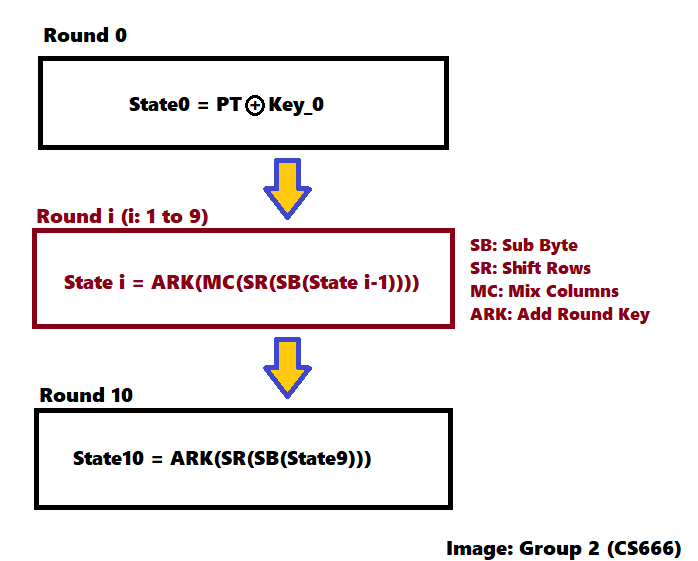 Round 0
State0 = PT ⊕ Key_0
Round i (i: 1 to 9)
State i = ARK(MC(SR(SB(State i-1))))
SB: Sub Byte
SR: Shift Rows
MC: Mix Columns
ARK: Add Round Key
Round 10
State10 = ARK(SR(SB(State9)))
Image: Group 2 (CS666)